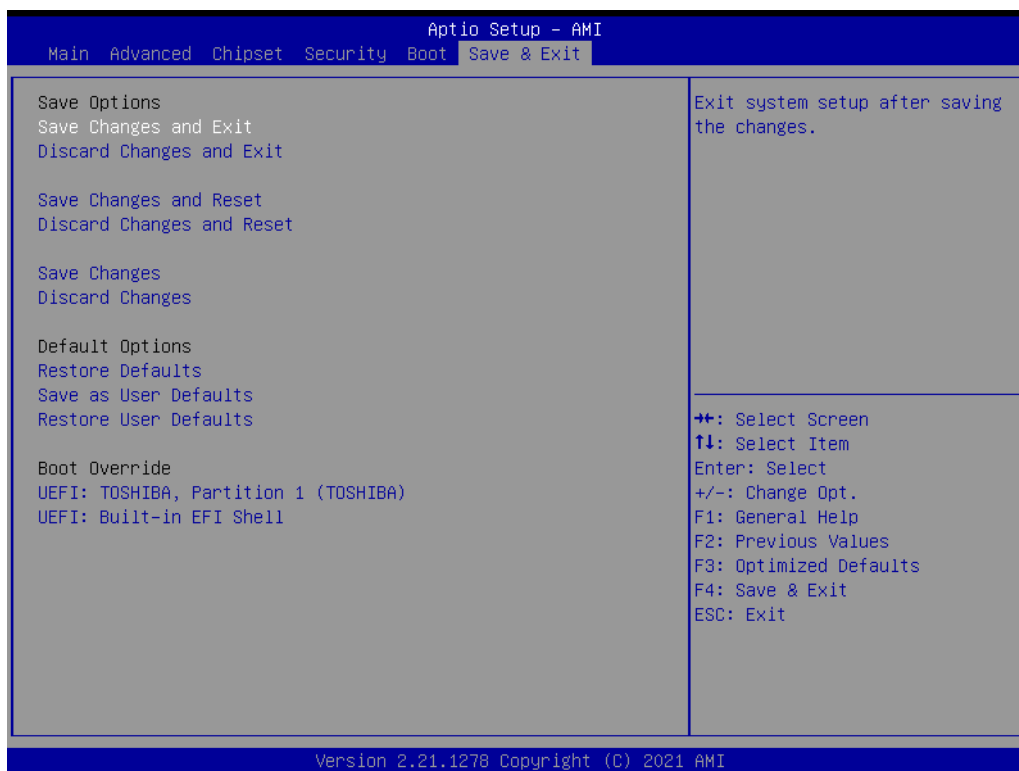 Aptio Setup – AMI
Main Advanced Chipset Security Boot Save & Exit
Save Options
Save Changes and Exit
Discard Changes and Exit
Save Changes and Reset
Discard Changes and Reset
Save Changes
Discard Changes
Default Options
Restore Defaults
Save as User Defaults
Restore User Defaults
Boot Override
UEFI: TOSHIBA, Partition 1 (TOSHIBA)
UEFI: Built-in EFI Shell
Exit system setup after saving
the changes.
→←: Select Screen
↑↓: Select Item
Enter: Select
+/-: Change Opt.
F1: General Help
F2: Previous Values
F3: Optimized Defaults
F4: Save & Exit
ESC: Exit
Version 2.21.1278 Copyright (C) 2021 AMI